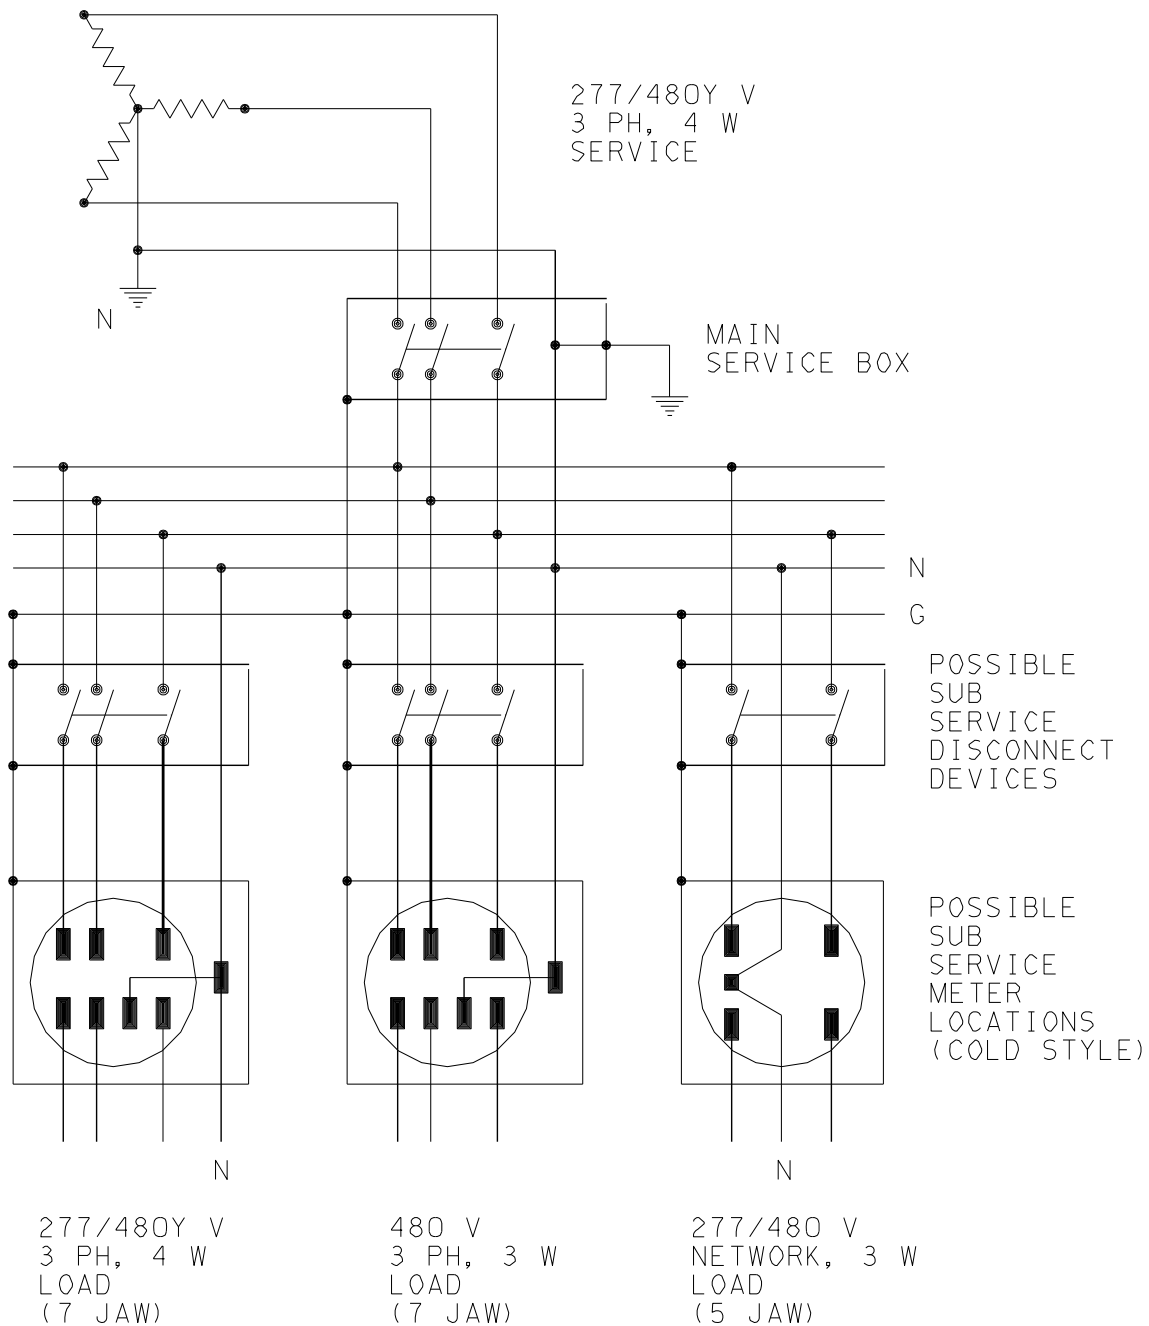 277/480Y V
3 PH, 4 W
SERVICE
N
MAIN
SERVICE BOX
N
G
POSSIBLE
SUB
SERVICE
DISCONNECT
DEVICES
POSSIBLE
SUB
SERVICE
METER
LOCATIONS
(COLD STYLE)
N
N
277/480Y V
3 PH, 4 W
LOAD
(7 JAW)
480 V
3 PH, 3 W
LOAD
(7 JAW)
277/480 V
NETWORK, 3 W
LOAD
(5 JAW)